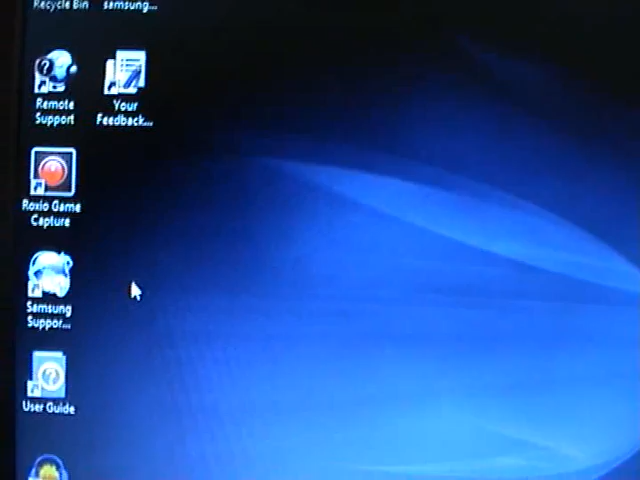 Recycle Bin
samsung...
Remote
Support
Your
Feedback...
Roxio Game
Capture
Samsung
Suppor...
User Guide